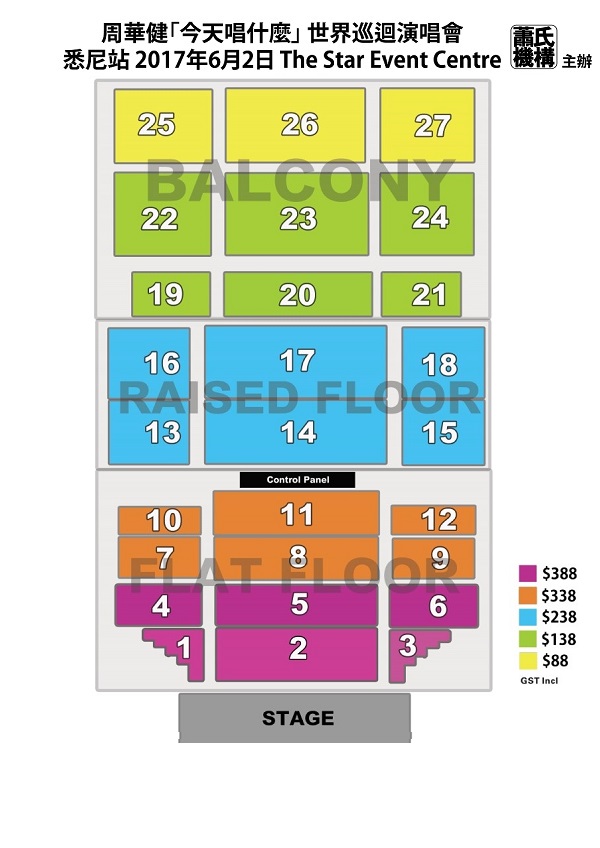 周華健「今天唱什麼」世界巡迴演唱會
悉尼站 2017年6月2日 The Star Event Centre 蕭氏機構 主辦
25 26 27
BALCONY
22 23 24
19 20 21
16 17 18
RAISED FLOOR
13 14 15
Control Panel
10 11 12
7 8 9
FLAT FLOOR
4 5 6
1 2 3
STAGE
$388
$338
$238
$138
$88
GST Incl